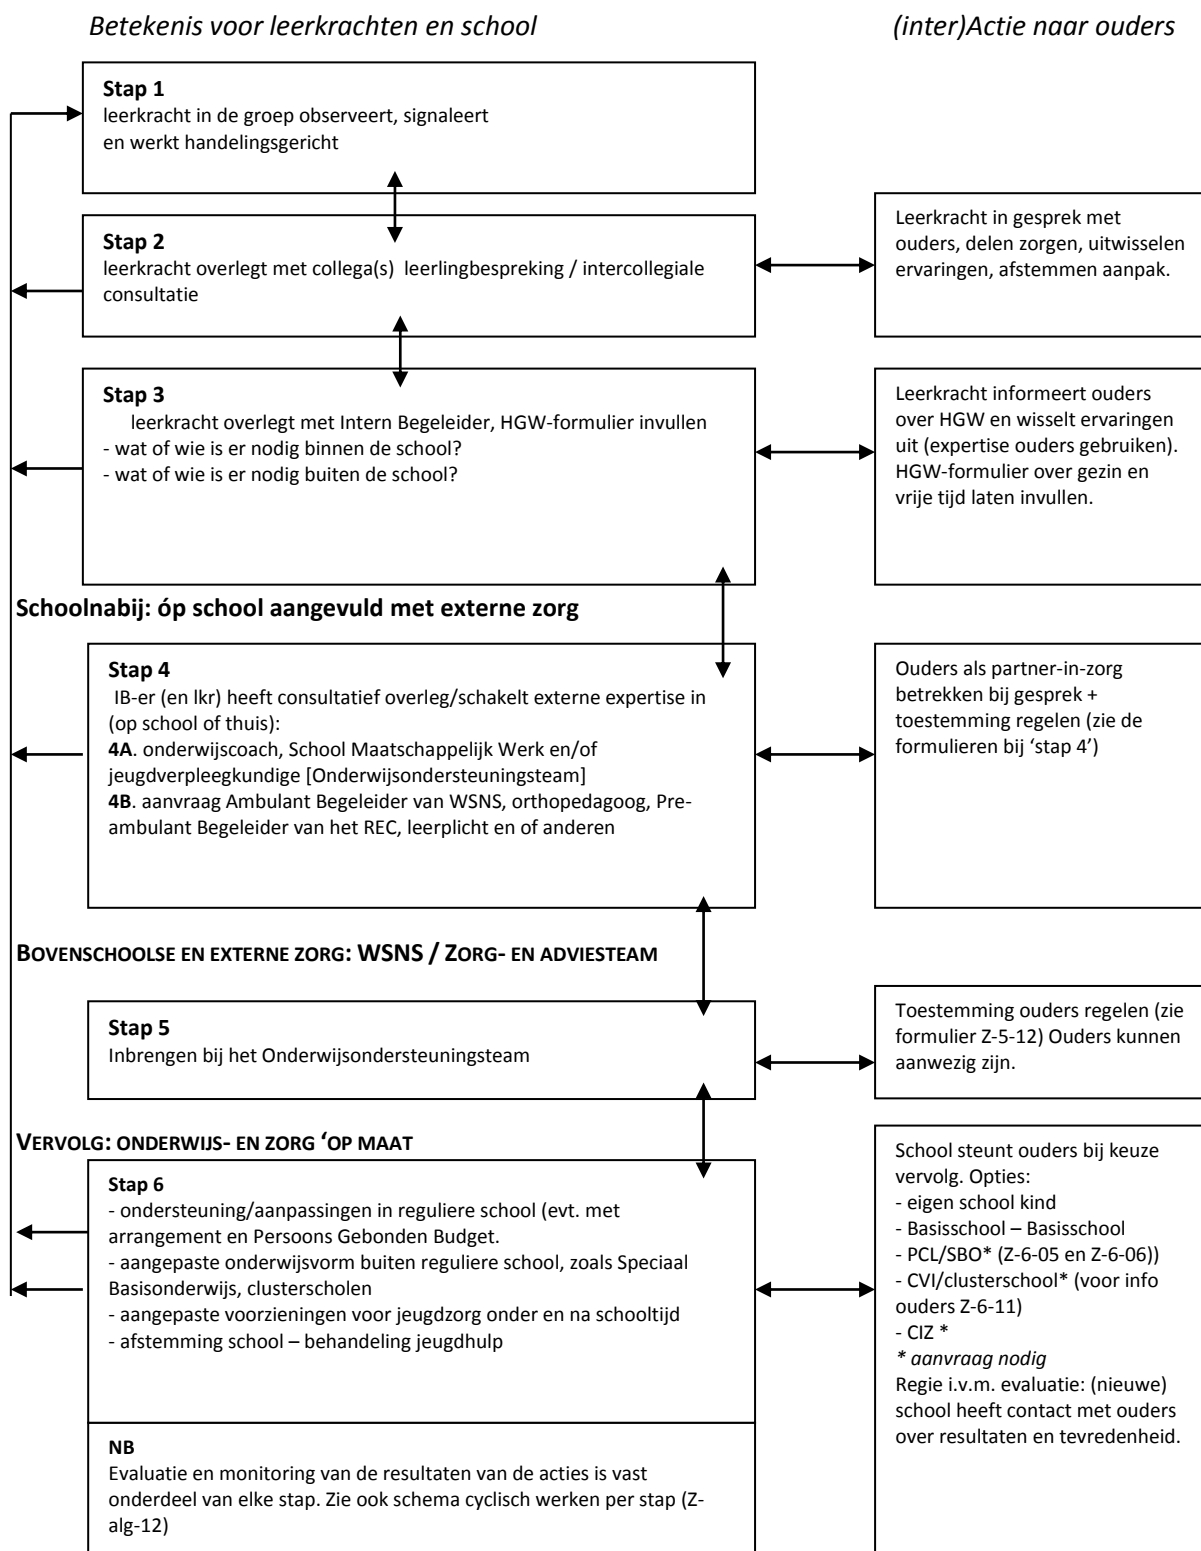 Betekenis voor leerkrachten en school
(inter)Actie naar ouders
Stap 1
leerkracht in de groep observeert, signaleert
en werkt handelingsgericht
Stap 2
leerkracht overlegt met collega(s)  leerlingbespreking / intercollegiale
consultatie
Leerkracht in gesprek met
ouders, delen zorgen, uitwisselen
ervaringen, afstemmen aanpak.
Stap 3
leerkracht overlegt met Intern Begeleider, HGW-formulier invullen
- wat of wie is er nodig binnen de school?
- wat of wie is er nodig buiten de school?
Leerkracht informeert ouders
over HGW en wisselt ervaringen
uit (expertise ouders gebruiken).
HGW-formulier over gezin en
vrije tijd laten invullen.
Schoolnabij: óp school aangevuld met externe zorg
Stap 4
IB-er (en lkr) heeft consultatief overleg/schakelt externe expertise in
(op school of thuis):
4A. onderwijscoach, School Maatschappelijk Werk en/of
jeugdverpleegkundige [Onderwijsondersteuningsteam]
4B. aanvraag Ambulant Begeleider van WSNS, orthopedagoog, Pre-
ambulant Begeleider van het REC, leerplicht en of anderen
Ouders als partner-in-zorg
betrekken bij gesprek +
toestemming regelen (zie de
formulieren bij ‘stap 4’)
BOVENSCHOOLSE EN EXTERNE ZORG: WSNS / ZORG- EN ADVIESTEAM
Stap 5
Inbrengen bij het Onderwijsondersteuningsteam
Toestemming ouders regelen (zie
formulier Z-5-12) Ouders kunnen
aanwezig zijn.
VERVOLG: ONDERWIJS- EN ZORG ‘OP MAAT
Stap 6
- ondersteuning/aanpassingen in reguliere school (evt. met
arrangement en Persoons Gebonden Budget.
- aangepaste onderwijsvorm buiten reguliere school, zoals Speciaal
Basisonderwijs, clusterscholen
- aangepaste voorzieningen voor jeugdzorg onder en na schooltijd
- afstemming school – behandeling jeugdhulp
School steunt ouders bij keuze
vervolg. Opties:
- eigen school kind
- Basisschool – Basisschool
- PCL/SBO* (Z-6-05 en Z-6-06))
- CVI/clusterschool* (voor info
ouders Z-6-11)
- CIZ *
* aanvraag nodig
Regie i.v.m. evaluatie: (nieuwe)
school heeft contact met ouders
over resultaten en tevredenheid.
NB
Evaluatie en monitoring van de resultaten van de acties is vast
onderdeel van elke stap. Zie ook schema cyclisch werken per stap (Z-
alg-12)